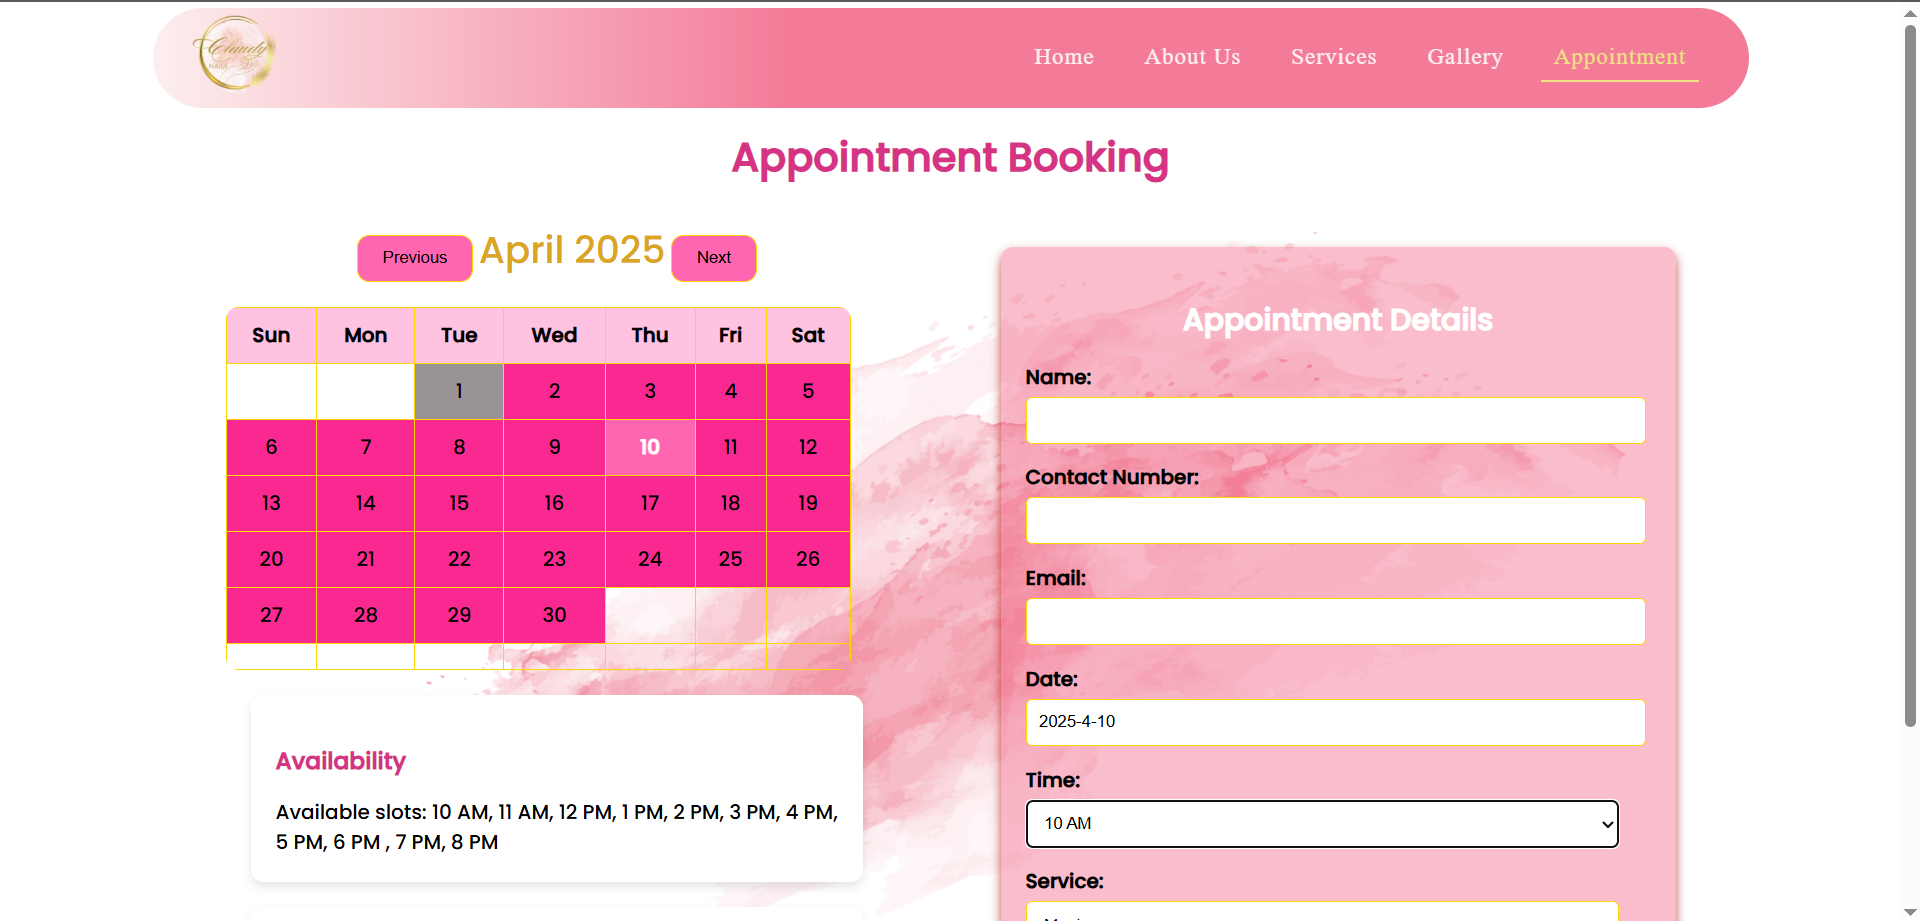 Claudy
NAILS
Home About Us Services Gallery Appointment
Appointment Booking
Previous April 2025 Next
Sun Mon Tue Wed Thu Fri Sat
1 2 3 4 5
6 7 8 9 10 11 12
13 14 15 16 17 18 19
20 21 22 23 24 25 26
27 28 29 30
Availability
Available slots: 10 AM, 11 AM, 12 PM, 1 PM, 2 PM, 3 PM, 4 PM,
5 PM, 6 PM , 7 PM, 8 PM
Appointment Details
Name:
Contact Number:
Email:
Date:
2025-4-10
Time:
10 AM
Service: